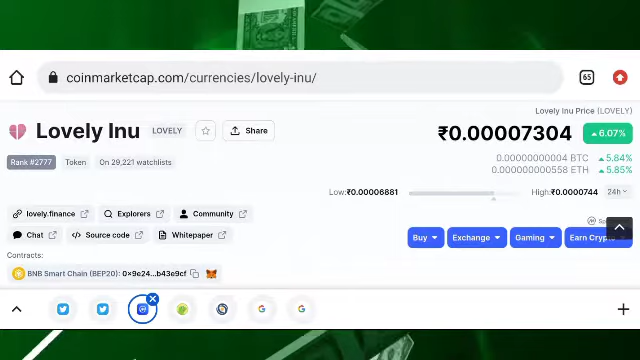 coinmarketcap.com/currencies/lovely-inu/
65
Lovely Inu Price (LOVELY)
Lovely Inu LOVELY Share
₹0.00007304 6.07%
Rank #2777 Token On 29,221 watchlists
0.00000000004 BTC 5.84%
0.000000000558 ETH 5.85%
Low: ₹0.00006881 High: ₹0.0000744 24h
lovely.finance Explorers Community
Chat Source code Whitepaper
Buy Exchange Gaming Earn Crypto
Contracts:
BNB Smart Chain (BEP20): 0x9e24...b43e9cf